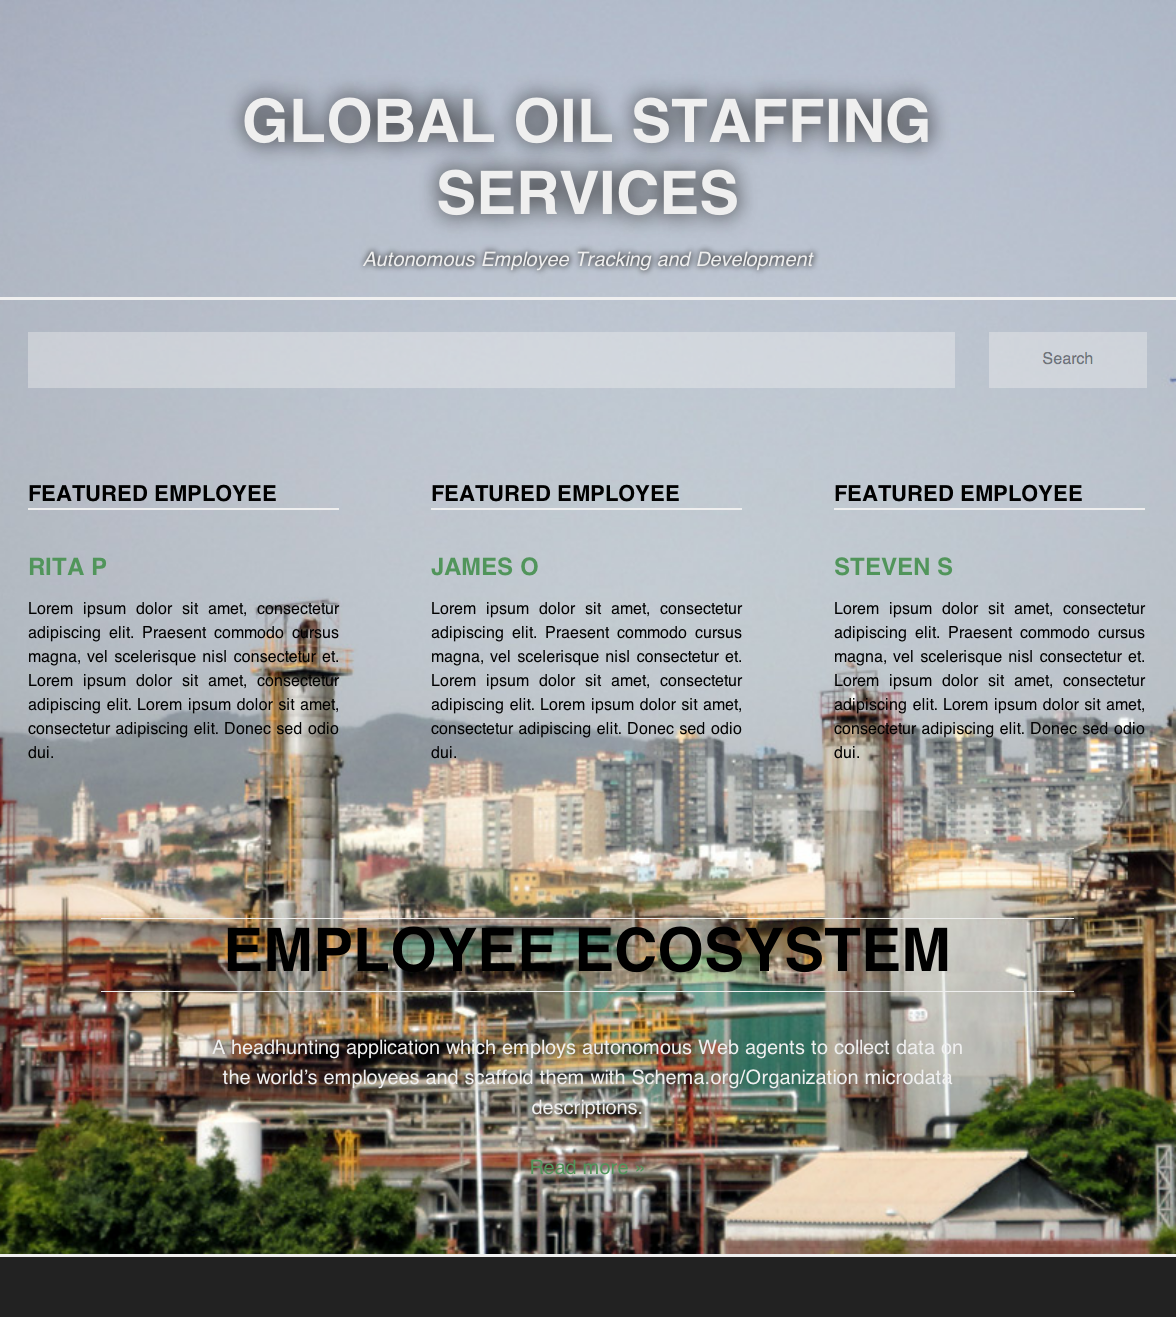 GLOBAL OIL STAFFING
SERVICES
Autonomous Employee Tracking and Development
Search
FEATURED EMPLOYEE
RITA P
Lorem ipsum dolor sit amet, consectetur
adipiscing elit. Praesent commodo cursus
magna, vel scelerisque nisl consectetur et.
Lorem ipsum dolor sit amet, consectetur
adipiscing elit. Lorem ipsum dolor sit amet,
consectetur adipiscing elit. Donec sed odio
dui.
FEATURED EMPLOYEE
JAMES O
Lorem ipsum dolor sit amet, consectetur
adipiscing elit. Praesent commodo cursus
magna, vel scelerisque nisl consectetur et.
Lorem ipsum dolor sit amet, consectetur
adipiscing elit. Lorem ipsum dolor sit amet,
consectetur adipiscing elit. Donec sed odio
dui.
FEATURED EMPLOYEE
STEVEN S
Lorem ipsum dolor sit amet, consectetur
adipiscing elit. Praesent commodo cursus
magna, vel scelerisque nisl consectetur et.
Lorem ipsum dolor sit amet, consectetur
adipiscing elit. Lorem ipsum dolor sit amet,
consectetur adipiscing elit. Donec sed odio
dui.
EMPLOYEE ECOSYSTEM
A headhunting application which employs autonomous Web agents to collect data on
the world’s employees and scaffold them with Schema.org/Organization microdata
descriptions.
Read more »